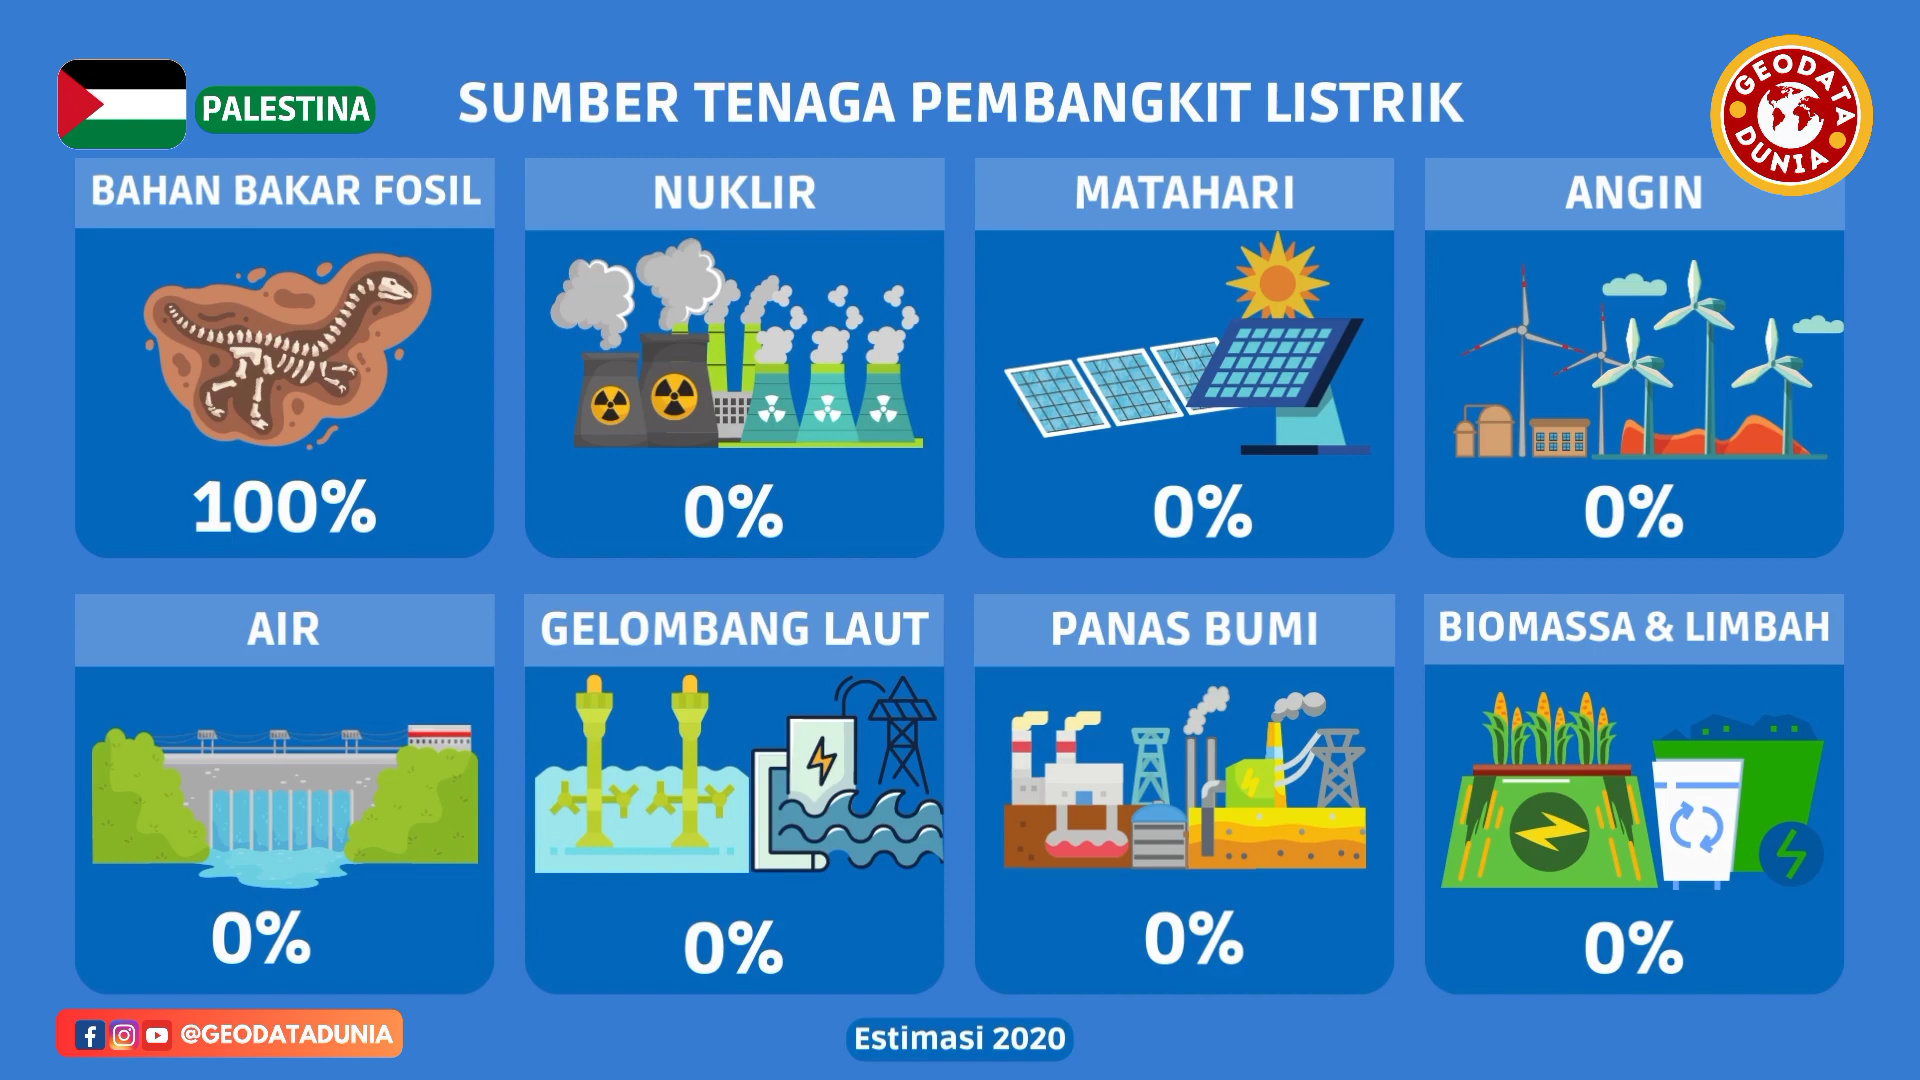 PALESTINA
SUMBER TENAGA PEMBANGKIT LISTRIK
GEODATA
DUNIA
BAHAN BAKAR FOSIL
100%
NUKLIR
0%
MATAHARI
0%
ANGIN
0%
AIR
0%
GELOMBANG LAUT
0%
PANAS BUMI
0%
BIOMASSA & LIMBAH
0%
@GEODATADUNIA
Estimasi 2020